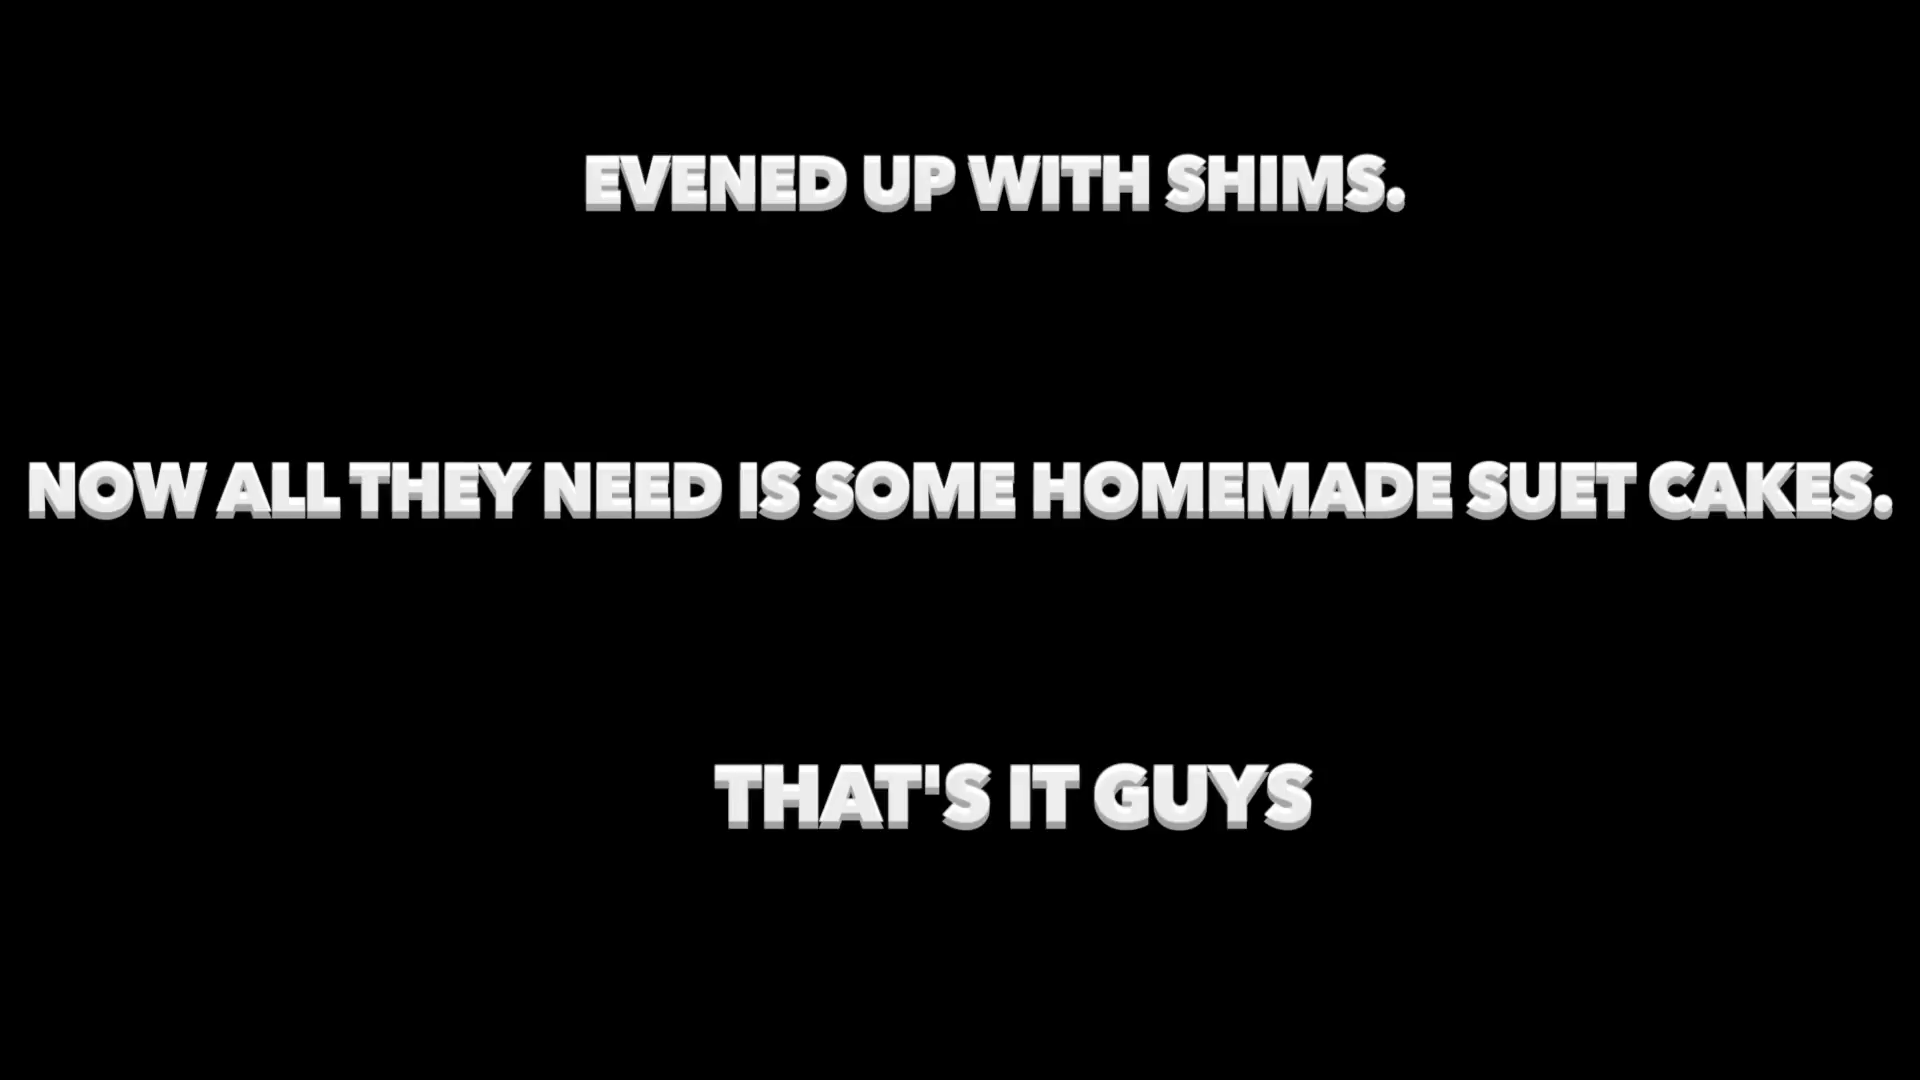 EVENED UP WITH SHIMS.
NOW ALL THEY NEED IS SOME HOMEMADE SUET CAKES.
THAT'S IT GUYS